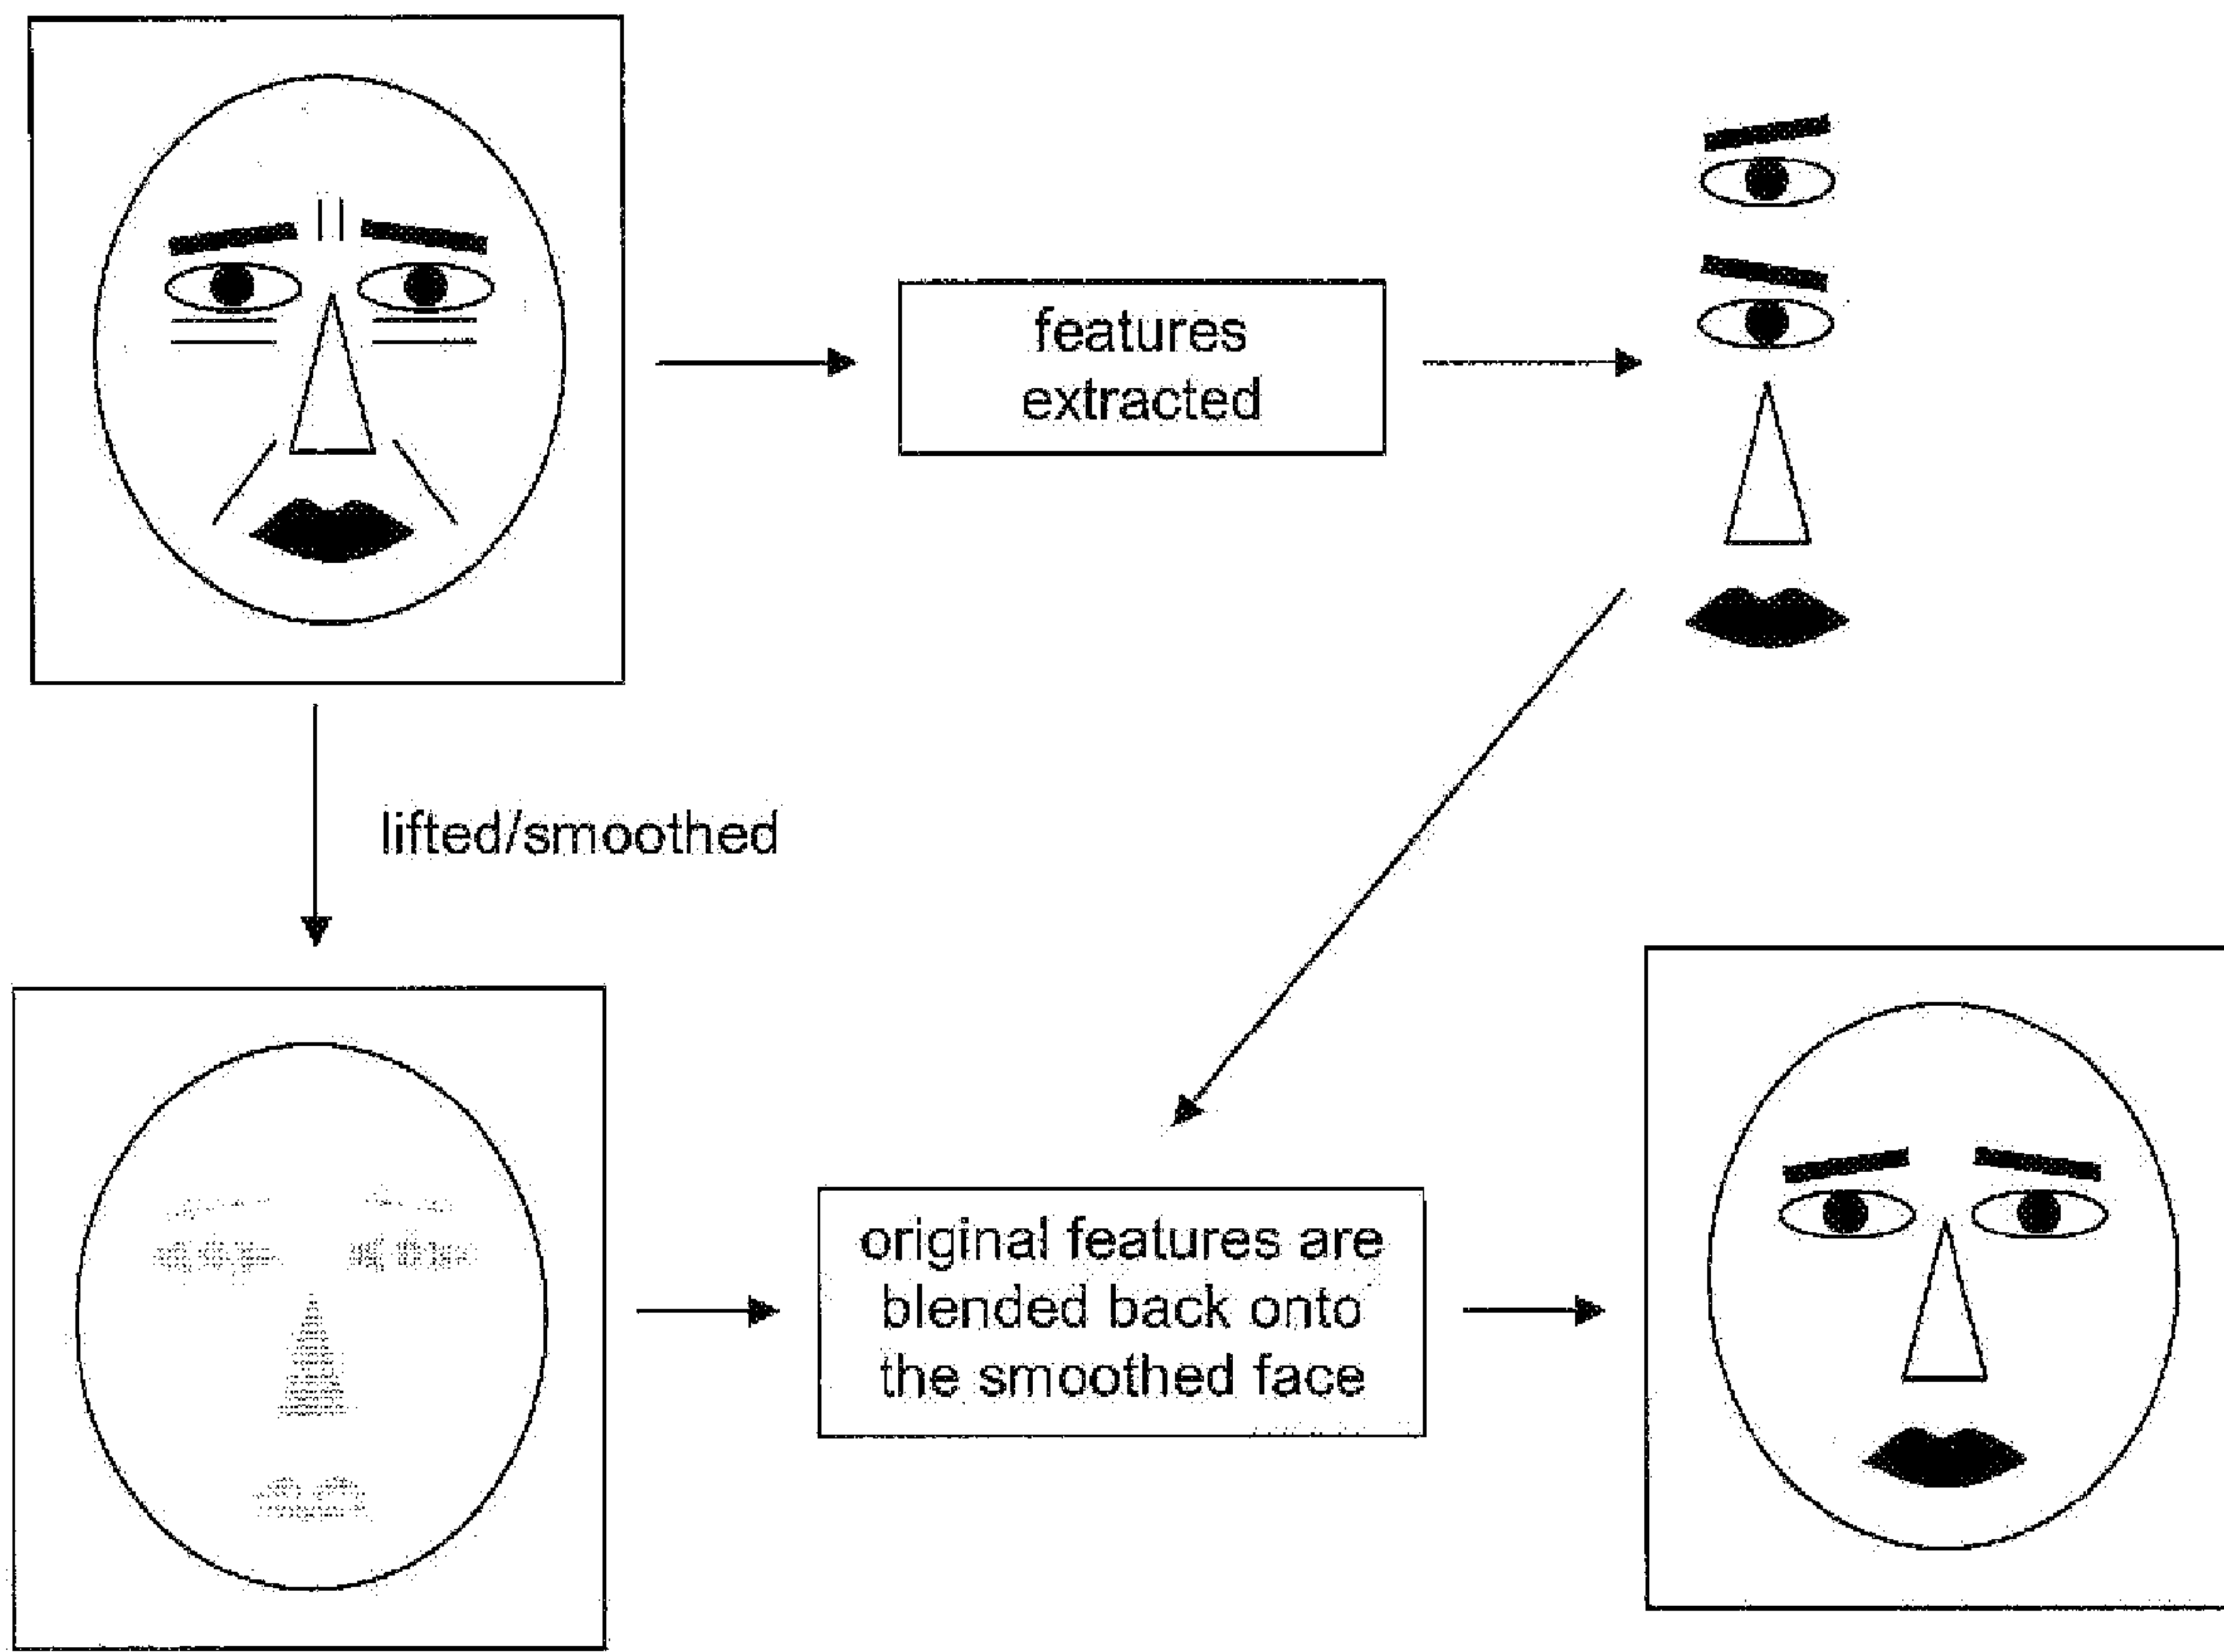 features
extracted
lifted/smoothed
original features are
blended back onto
the smoothed face